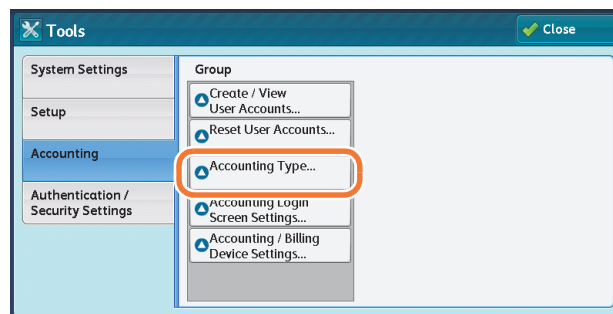 Tools
Close
System Settings
Setup
Accounting
Authentication /
Security Settings
Group
Create / View
User Accounts...
Reset User Accounts...
Accounting Type...
Accounting Login
Screen Settings...
Accounting / Billing
Device Settings...